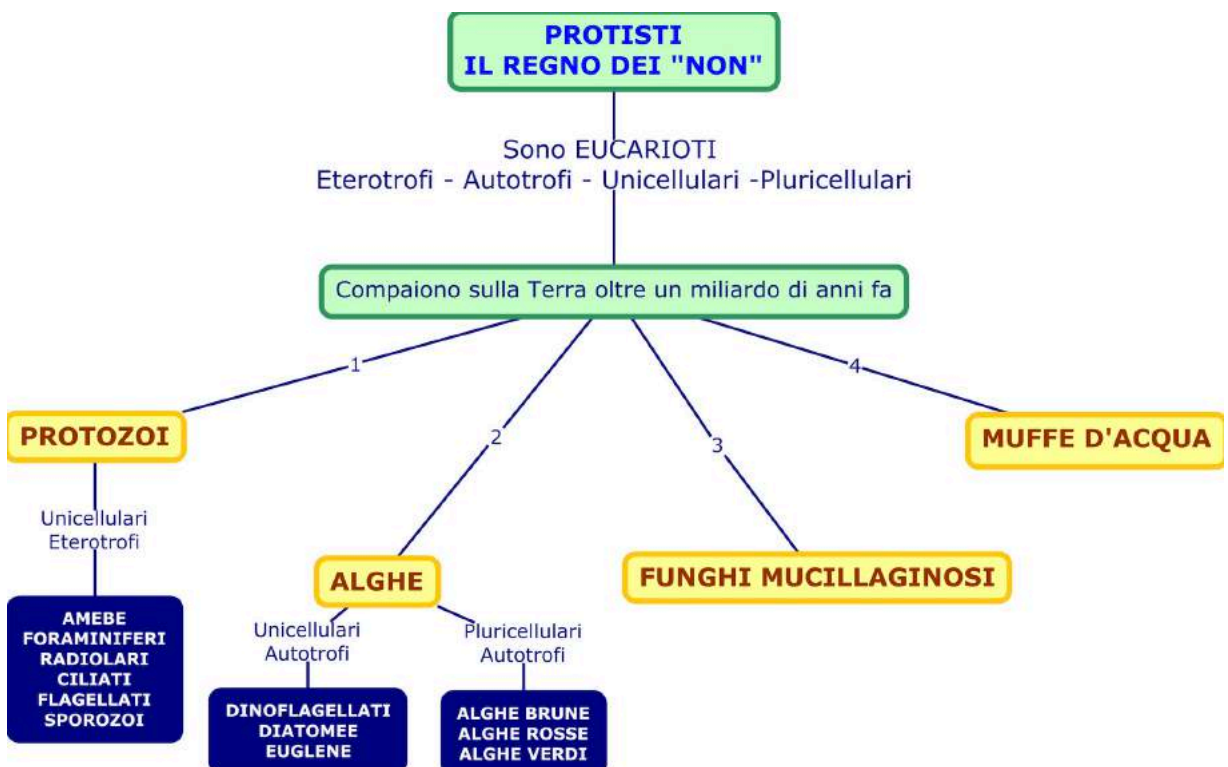 PROTISTI
IL REGNO DEI "NON"
Sono EUCARIOTI
Eterotrofi - Autotrofi - Unicellulari -Pluricellulari
Compaiono sulla Terra oltre un miliardo di anni fa
1
2
3
4
PROTOZOI
Unicellulari
Eterotrofi
AMEBE
FORAMINIFERI
RADIOLARI
CILIATI
FLAGELLATI
SPOROZOI
ALGHE
Unicellulari
Autotrofi
DINOFLAGELLATI
DIATOMEE
EUGLENE
Pluricellulari
Autotrofi
ALGHE BRUNE
ALGHE ROSSE
ALGHE VERDI
FUNGHI MUCILLAGINOSI
MUFFE D'ACQUA